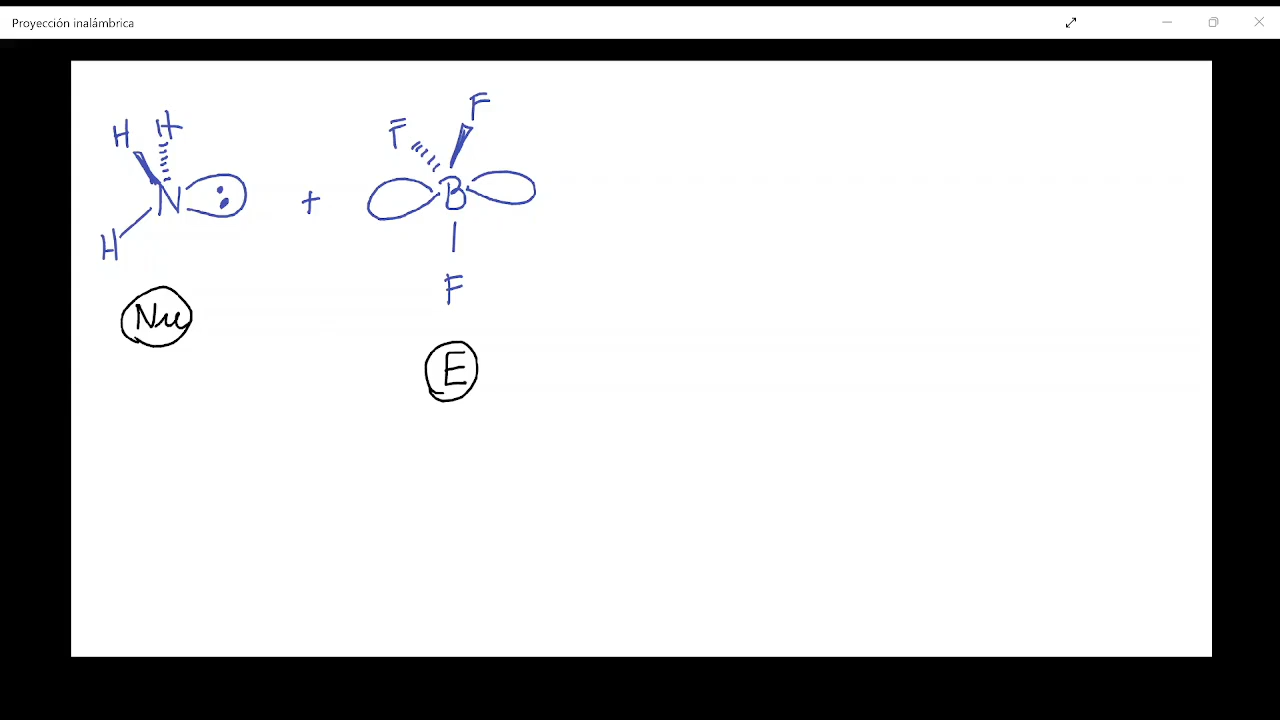 Proyección inalámbrica
F
H H F
N : + B
H
F
Nu
E